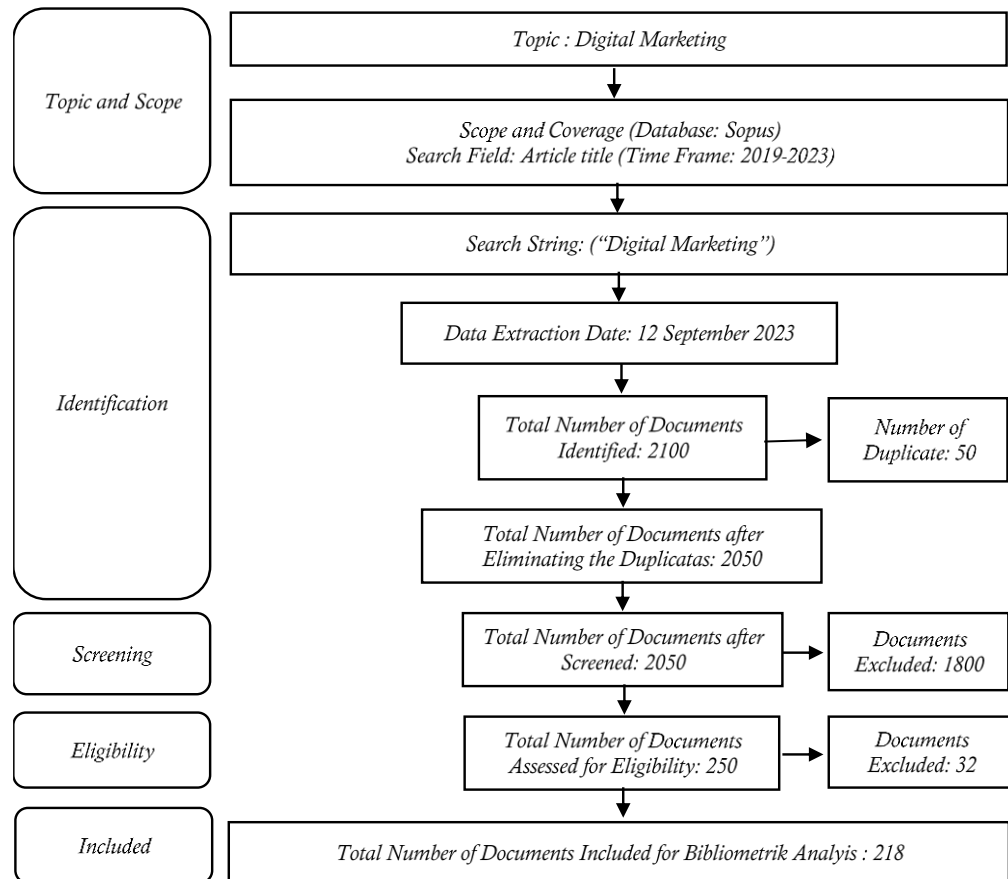 Topic and Scope
Topic : Digital Marketing
Scope and Coverage (Database: Sopus)
Search Field: Article title (Time Frame: 2019-2023)
Identification
Search String: (“Digital Marketing”)
Data Extraction Date: 12 September 2023
Total Number of Documents
Identified: 2100
Number of
Duplicate: 50
Total Number of Documents after
Eliminating the Duplicatas: 2050
Screening
Total Number of Documents after
Screened: 2050
Documents
Excluded: 1800
Eligibility
Total Number of Documents
Assessed for Eligibility: 250
Documents
Excluded: 32
Included
Total Number of Documents Included for Bibliometrik Analyis : 218